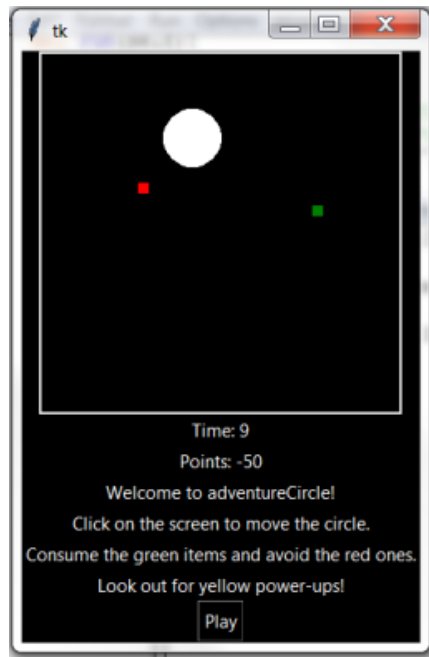 tk
Time: 9
Points: -50
Welcome to adventureCircle!
Click on the screen to move the circle.
Consume the green items and avoid the red ones.
Look out for yellow power-ups!
Play